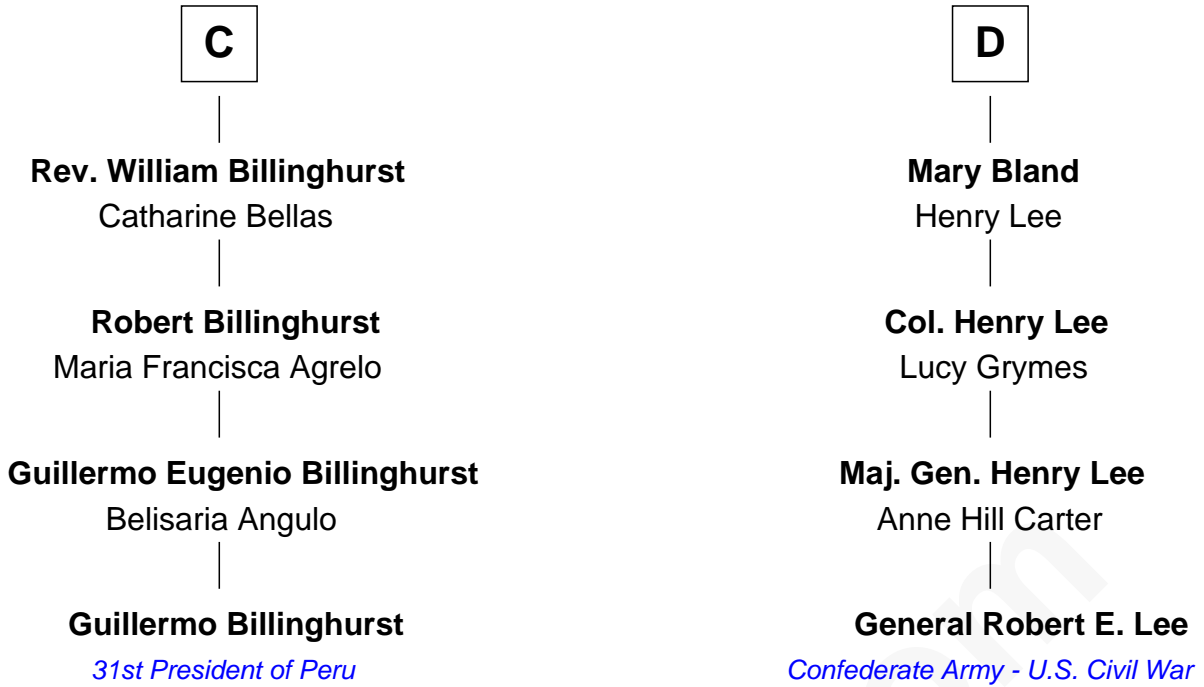 C
Rev. William Billinghurst
Catharine Bellas
Robert Billinghurst
Maria Francisca Agrelo
Guillermo Eugenio Billinghurst
Belisaria Angulo
Guillermo Billinghurst
31st President of Peru
D
Mary Bland
Henry Lee
Col. Henry Lee
Lucy Grymes
Maj. Gen. Henry Lee
Anne Hill Carter
General Robert E. Lee
Confederate Army - U.S. Civil War